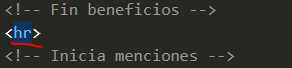 <!-- Fin beneficios -->
<hr>
<!-- Inicia menciones -->